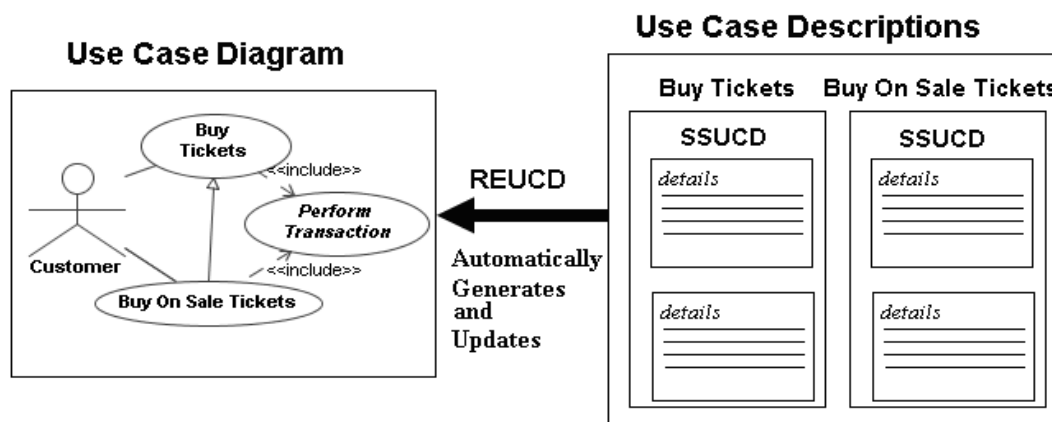 Use Case Diagram
Buy
Tickets
<<include>>
Perform
Transaction
Customer
<<include>>
Buy On Sale Tickets
REUCD
Automatically
Generates
and
Updates
Use Case Descriptions
Buy Tickets
SSUCD
details
details
Buy On Sale Tickets
SSUCD
details
details